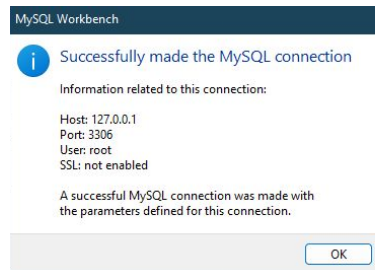 MySQL Workbench
Successfully made the MySQL connection
Information related to this connection:
Host: 127.0.0.1
Port: 3306
User: root
SSL: not enabled
A successful MySQL connection was made with
the parameters defined for this connection.
OK